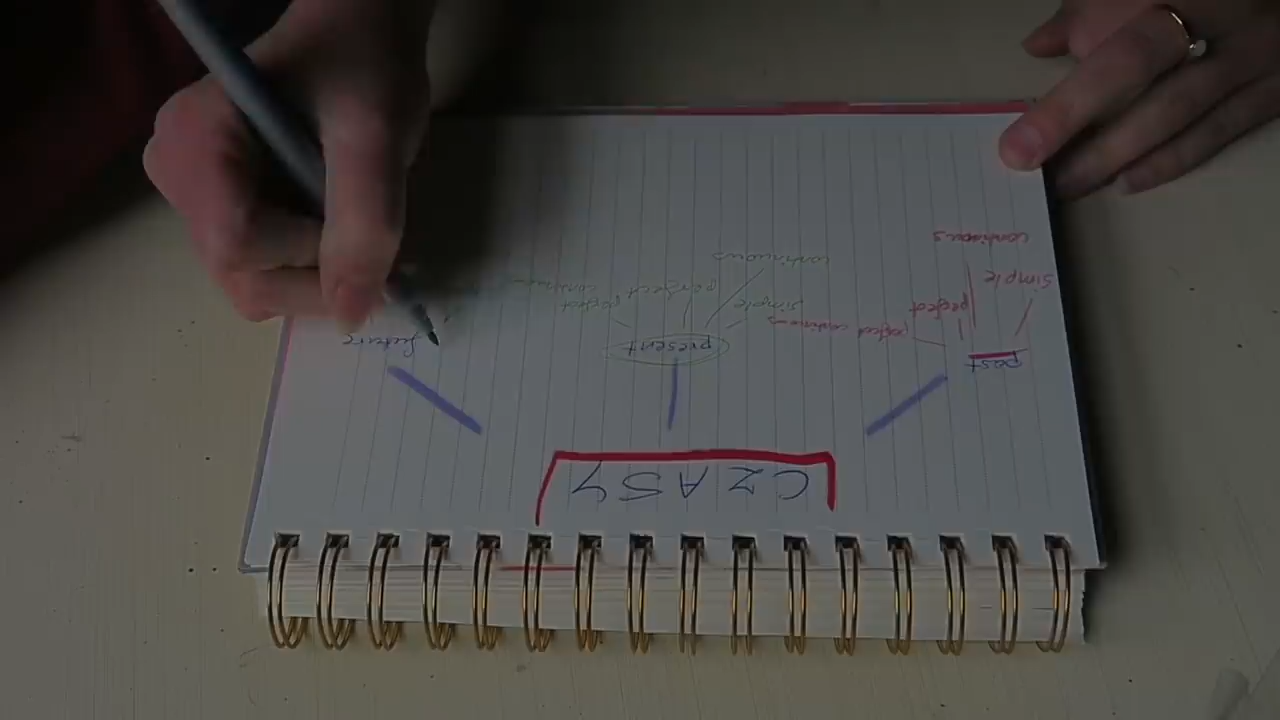 CZASY
past
present
future
simple
perfect
perfect continuous
continuous
simple
perfect
perfect continuous
continuous